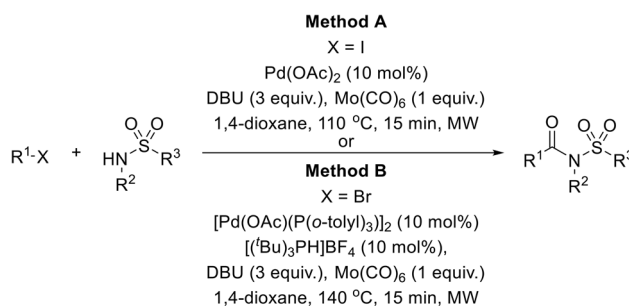 Method A
X = I
Pd(OAc)₂ (10 mol%)
DBU (3 equiv.), Mo(CO)₆ (1 equiv.)
1,4-dioxane, 110 °C, 15 min, MW
or
Method B
X = Br
[Pd(OAc)(P(o-tolyl)₃)]₂ (10 mol%)
[(ᵗBu)₃PH]BF₄ (10 mol%),
DBU (3 equiv.), Mo(CO)₆ (1 equiv.)
1,4-dioxane, 140 °C, 15 min, MW
R¹-X + HN S O O R³ R²
O R¹ N R² S O O R³